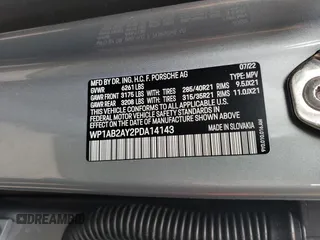 MFD BY: DR. ING. H.C. F. PORSCHE AG 07/22
GVWR 6261 LBS TYPE: MPV
GAWR FRONT 3175 LBS WITH: TIRES 285/40R21 RIMS 9.5JX21
GAWR REAR 3208 LBS WITH: TIRES 315/35R21 RIMS 11.0JX21
THIS VEHICLE CONFORMS TO ALL APPLICABLE U.S. FEDERAL MOTOR
VEHICLE SAFETY STANDARDS IN EFFECT ON THE DATE OF MANUFACTURE
SHOWN ABOVE.
WP1AB2AY2PDA14143
MADE IN SLOVAKIA
DREAMBID